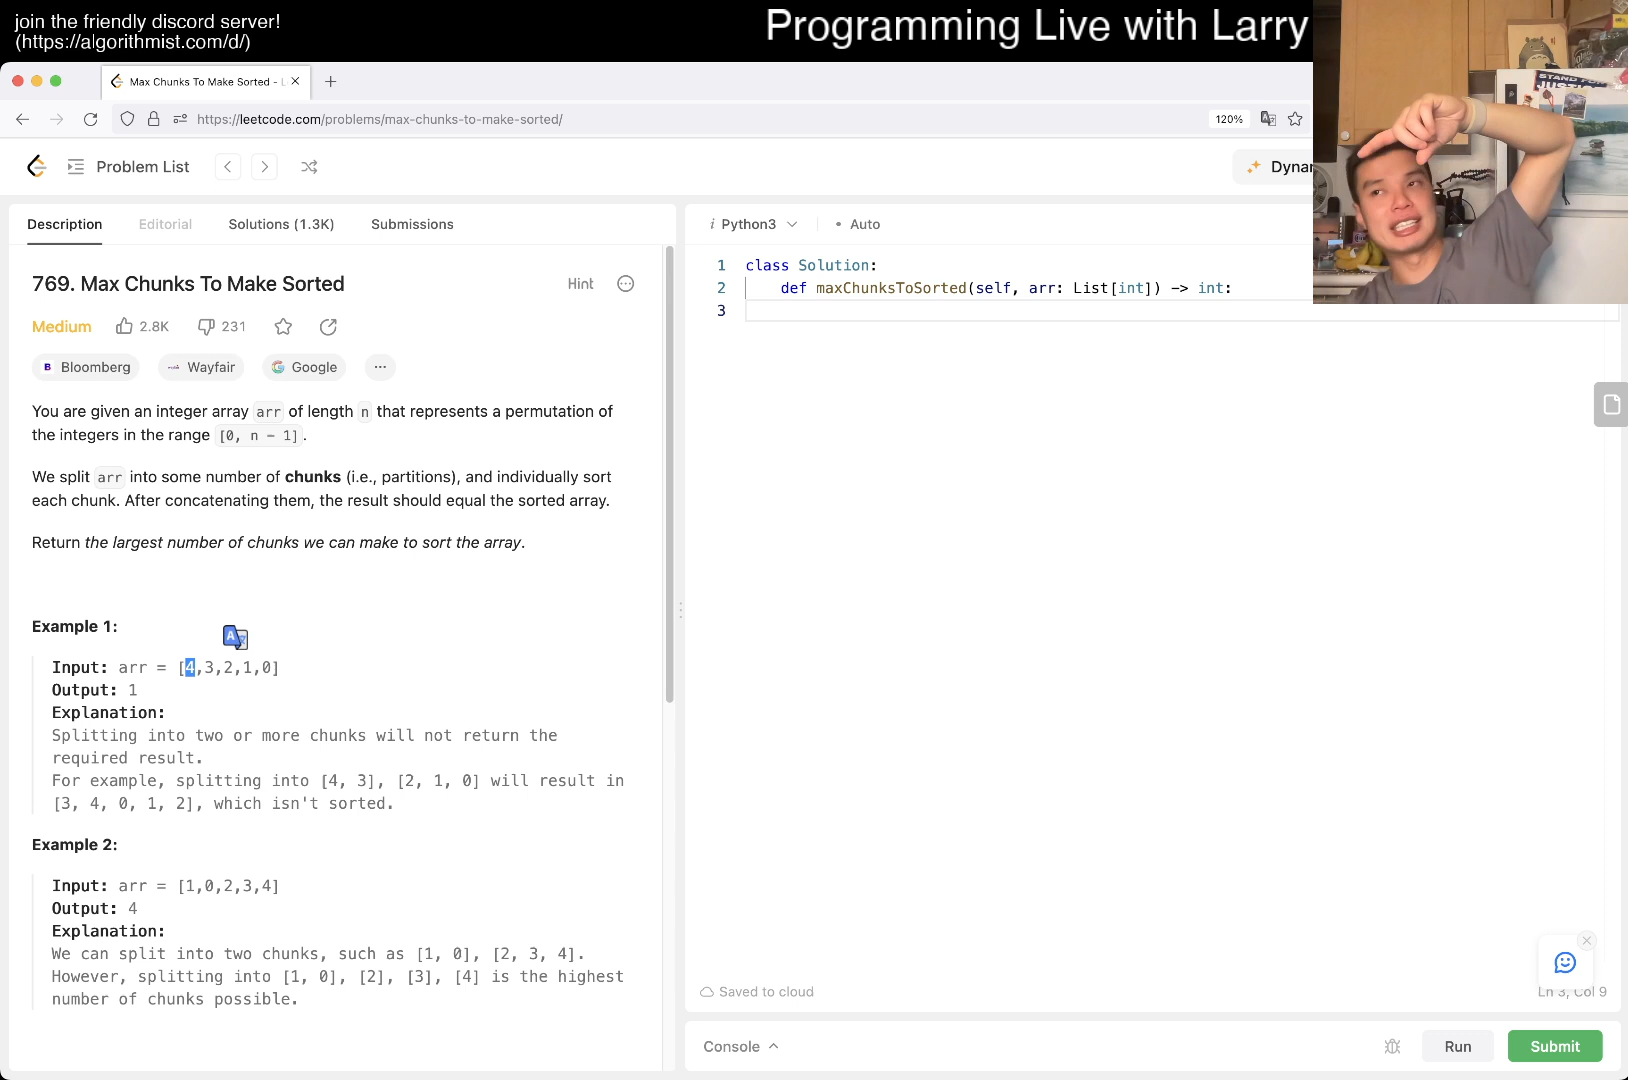 join the friendly discord server!
(https://algorithmist.com/d/)
Programming Live with Larry
Max Chunks To Make Sorted - L
https://leetcode.com/problems/max-chunks-to-make-sorted/
120%
Problem List
Dynam
Description
Editorial
Solutions (1.3K)
Submissions
769. Max Chunks To Make Sorted
Hint
Medium
2.8K
231
B Bloomberg
Wayfair
G Google
You are given an integer array arr of length n that represents a permutation of
the integers in the range [0, n - 1].
We split arr into some number of chunks (i.e., partitions), and individually sort
each chunk. After concatenating them, the result should equal the sorted array.
Return the largest number of chunks we can make to sort the array.
Example 1:
Input: arr = [4,3,2,1,0]
Output: 1
Explanation:
Splitting into two or more chunks will not return the
required result.
For example, splitting into [4, 3], [2, 1, 0] will result in
[3, 4, 0, 1, 2], which isn't sorted.
Example 2:
Input: arr = [1,0,2,3,4]
Output: 4
Explanation:
We can split into two chunks, such as [1, 0], [2, 3, 4].
However, splitting into [1, 0], [2], [3], [4] is the highest
number of chunks possible.
i Python3
• Auto
1 class Solution:
2 def maxChunksToSorted(self, arr: List[int]) -> int:
3
Saved to cloud
Ln 3, Col 9
Console
Run
Submit
STAND FOR
JUSTICE